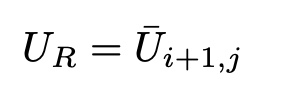 $U_R = \bar{U}_{i+1,j}$